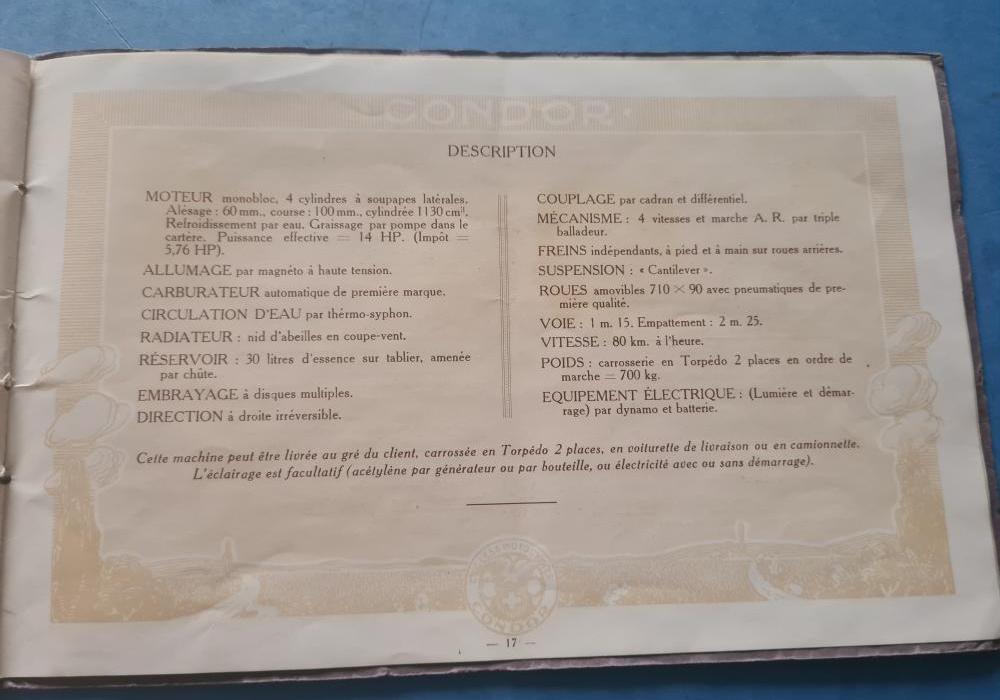 CONDOR
DESCRIPTION
MOTEUR monobloc, 4 cylindres à soupapes latérales.
Alésage : 60 mm., course : 100 mm., cylindrée 1130 cm³.
Refroidissement par eau. Graissage par pompe dans le
cartère. Puissance effective = 14 HP. (Impôt =
5,76 HP).
ALLUMAGE par magnéto à haute tension.
CARBURATEUR automatique de première marque.
CIRCULATION D'EAU par thérmo-syphon.
RADIATEUR : nid d'abeilles en coupe-vent.
RÉSERVOIR : 30 litres d'essence sur tablier, amenée
par chûte.
EMBRAYAGE à disques multiples.
DIRECTION à droite irréversible.
COUPLAGE par cadran et différentiel.
MÉCANISME : 4 vitesses et marche A. R. par triple
balladeur.
FREINS indépendants, à pied et à main sur roues arrières.
SUSPENSION : « Cantilever ».
ROUES amovibles 710 × 90 avec pneumatiques de pre-
mière qualité.
VOIE : 1 m. 15. Empattement : 2 m. 25.
VITESSE : 80 km. à l'heure.
POIDS : carrosserie en Torpédo 2 places en ordre de
marche = 700 kg.
EQUIPEMENT ÉLECTRIQUE : (Lumière et démar-
rage) par dynamo et batterie.
Cette machine peut être livrée au gré du client, carrossée en Torpédo 2 places, en voiturette de livraison ou en camionnette.
L'éclairage est facultatif (acétylène par générateur ou par bouteille, ou électricité avec ou sans démarrage).
CONDOR
— 17 —